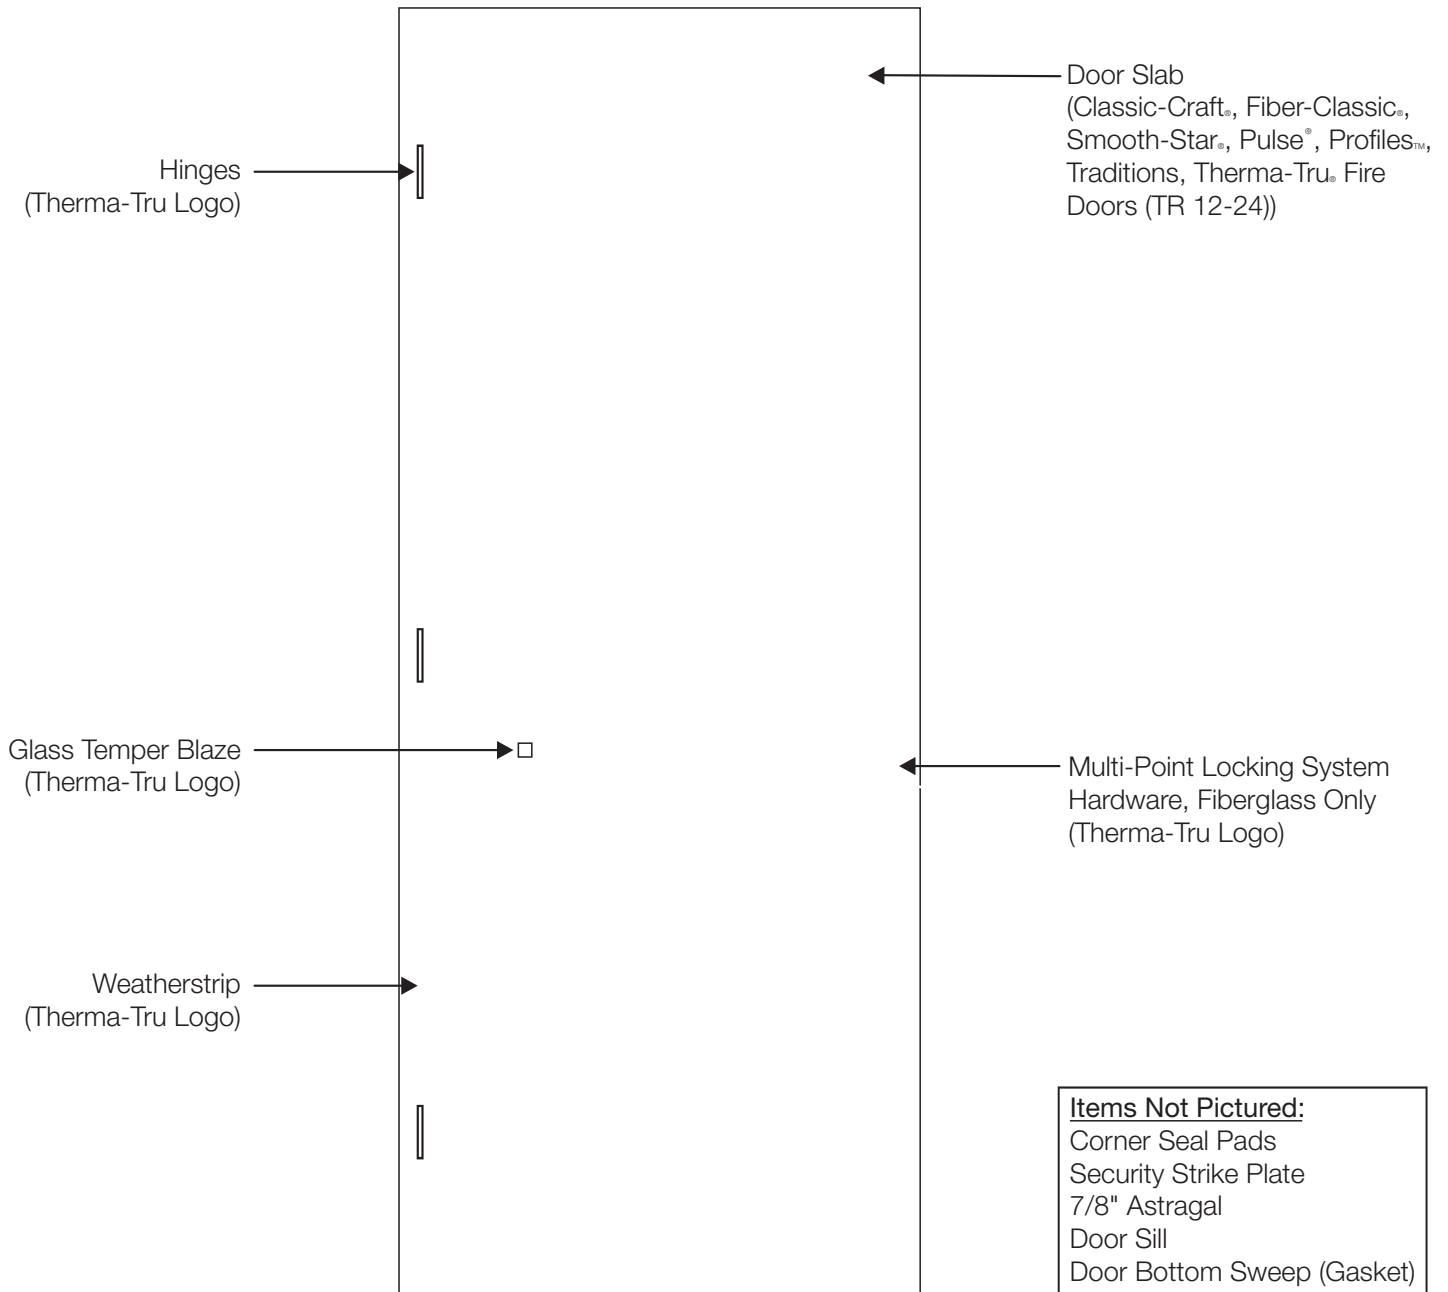 Door Slab
(Classic-Craft®, Fiber-Classic®,
Smooth-Star®, Pulse®, Profiles™,
Traditions, Therma-Tru® Fire
Doors (TR 12-24))
Hinges
(Therma-Tru Logo)
Glass Temper Blaze
(Therma-Tru Logo)
Multi-Point Locking System
Hardware, Fiberglass Only
(Therma-Tru Logo)
Weatherstrip
(Therma-Tru Logo)
Items Not Pictured:
Corner Seal Pads
Security Strike Plate
7/8" Astragal
Door Sill
Door Bottom Sweep (Gasket)